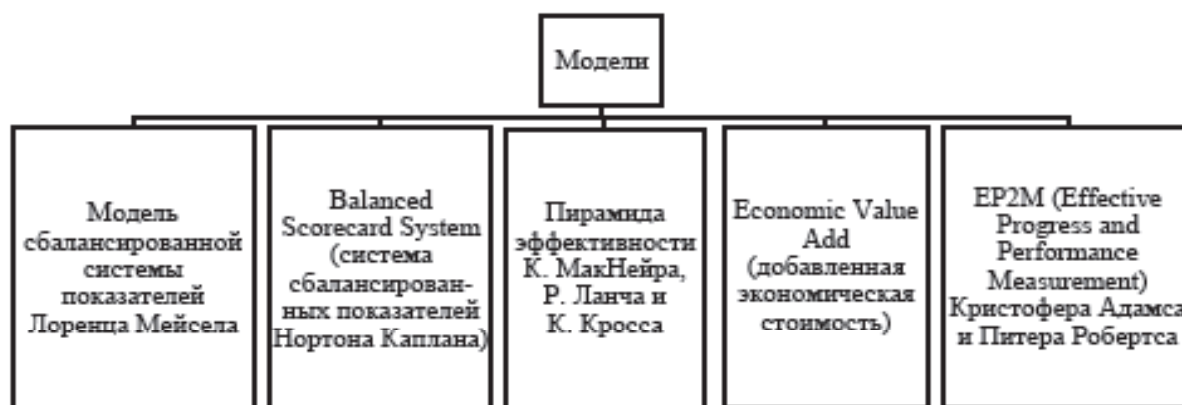 Модели
Модель
сбалансированной
системы
показателей
Лоренца Мейсела
Balanced
Scorecard System
(система
сбалансирован-
ных показателей
Нортона Каплана)
Пирамида
эффективности
К. МакНейра,
Р. Ланча и
К. Кросса
Economic Value
Add
(добавленная
экономическая
стоимость)
EP2M (Effective
Progress and
Performance
Measurement)
Кристофера Адамса
и Питера Робертса